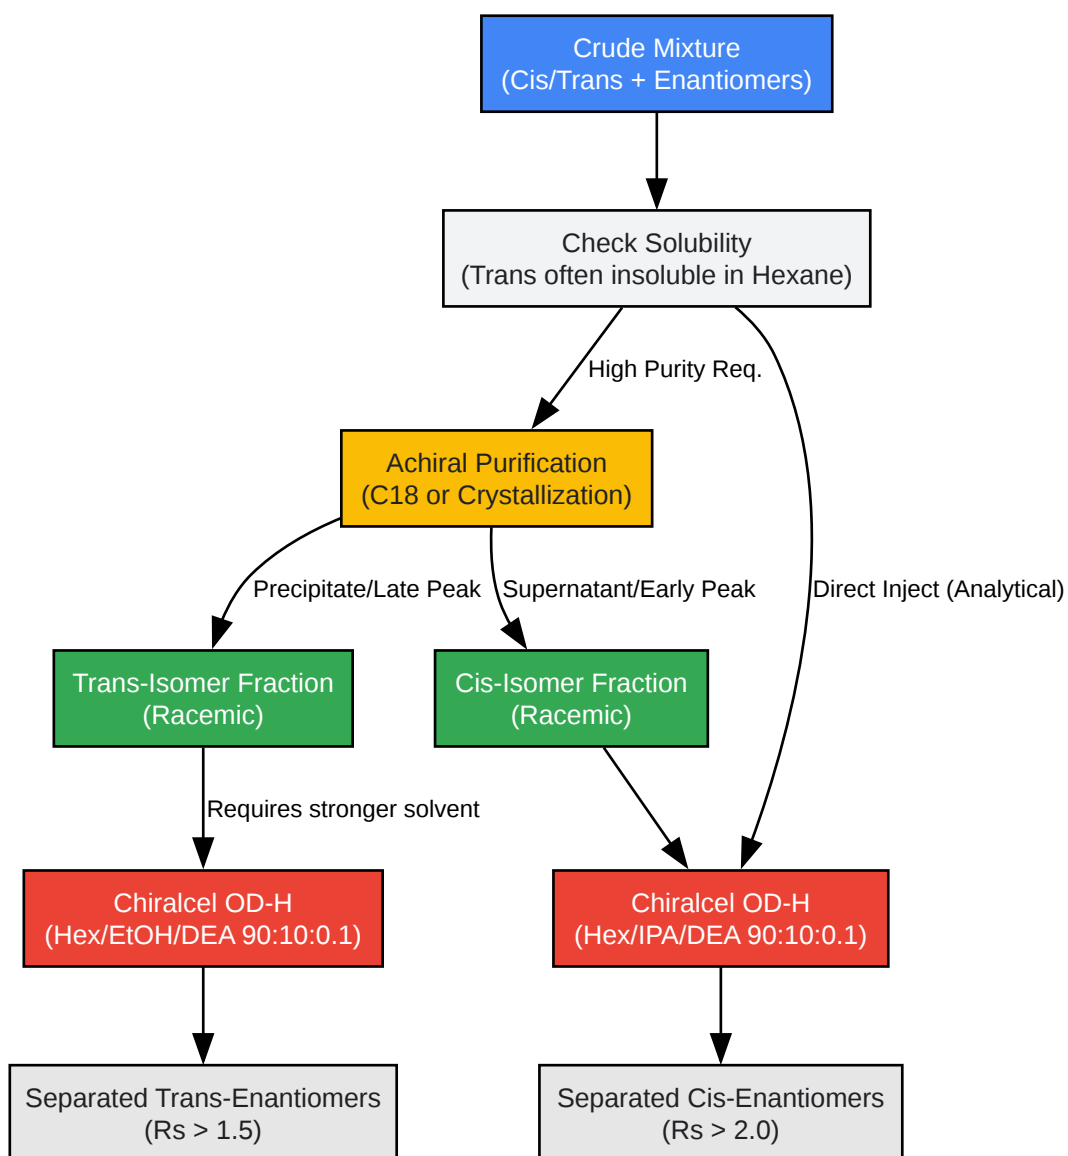 Crude Mixture
(Cis/Trans + Enantiomers)
Check Solubility
(Trans often insoluble in Hexane)
High Purity Req.
Achiral Purification
(C18 or Crystallization)
Precipitate/Late Peak
Supernatant/Early Peak
Direct Inject (Analytical)
Trans-Isomer Fraction
(Racemic)
Cis-Isomer Fraction
(Racemic)
Requires stronger solvent
Chiralcel OD-H
(Hex/EtOH/DEA 90:10:0.1)
Chiralcel OD-H
(Hex/IPA/DEA 90:10:0.1)
Separated Trans-Enantiomers
(Rs > 1.5)
Separated Cis-Enantiomers
(Rs > 2.0)